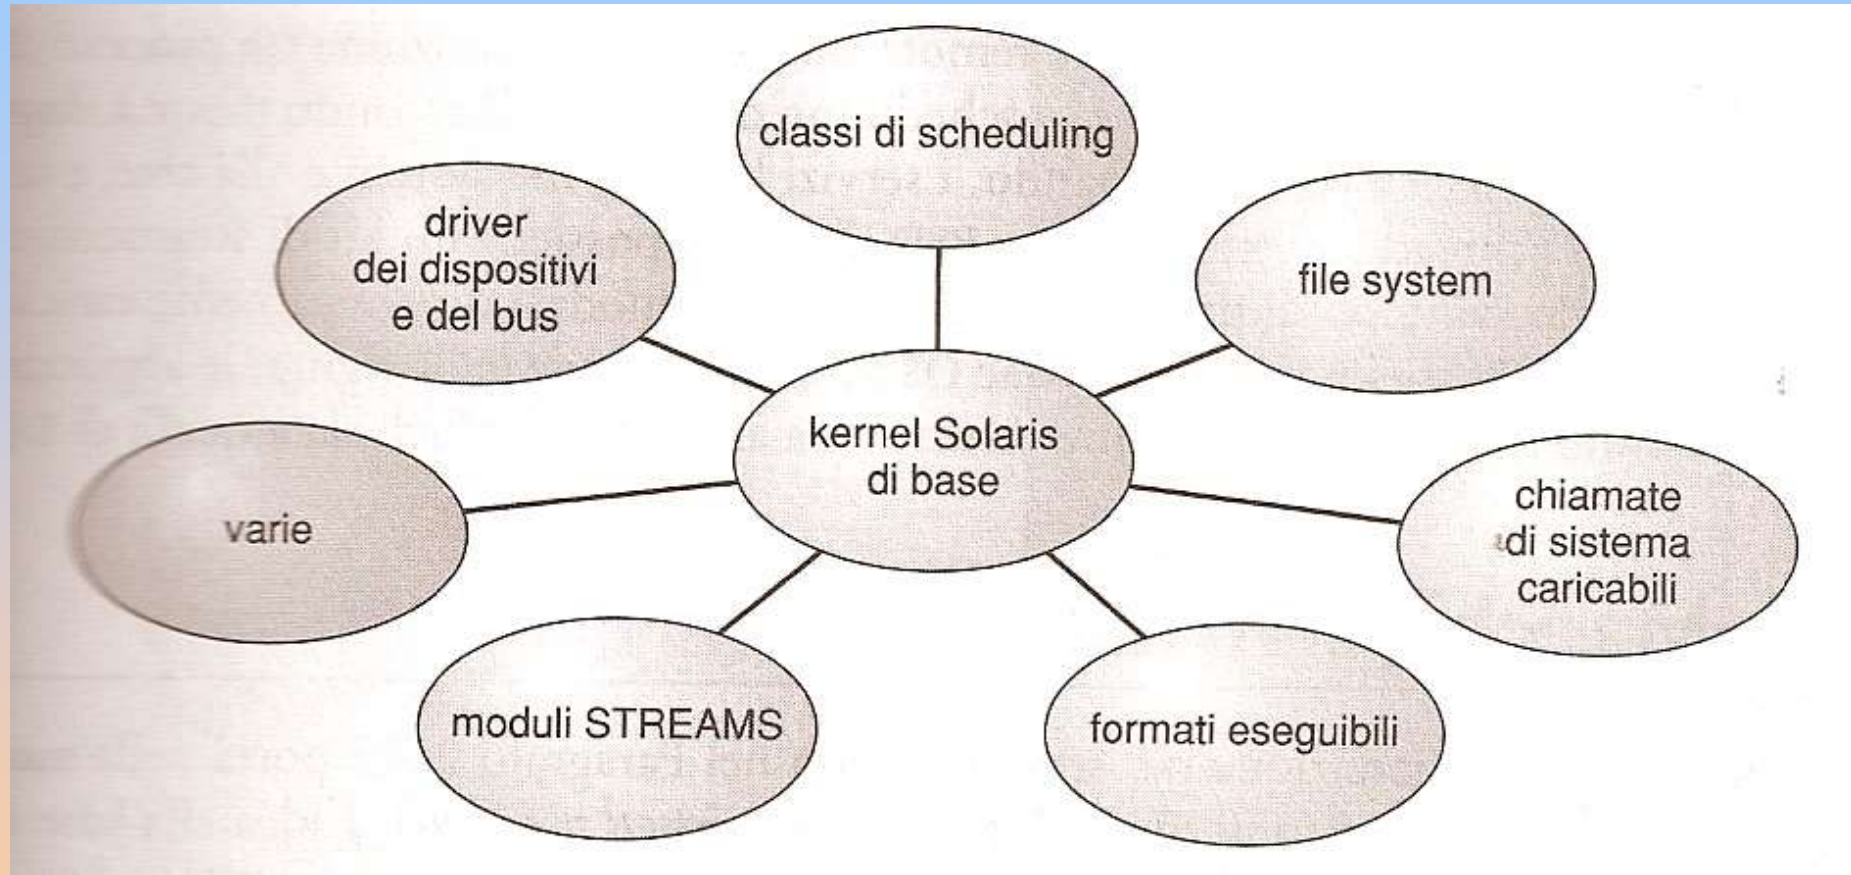 classi di scheduling
driver
dei dispositivi
e del bus
file system
kernel Solaris
di base
chiamate
di sistema
caricabili
varie
moduli STREAMS
formati eseguibili